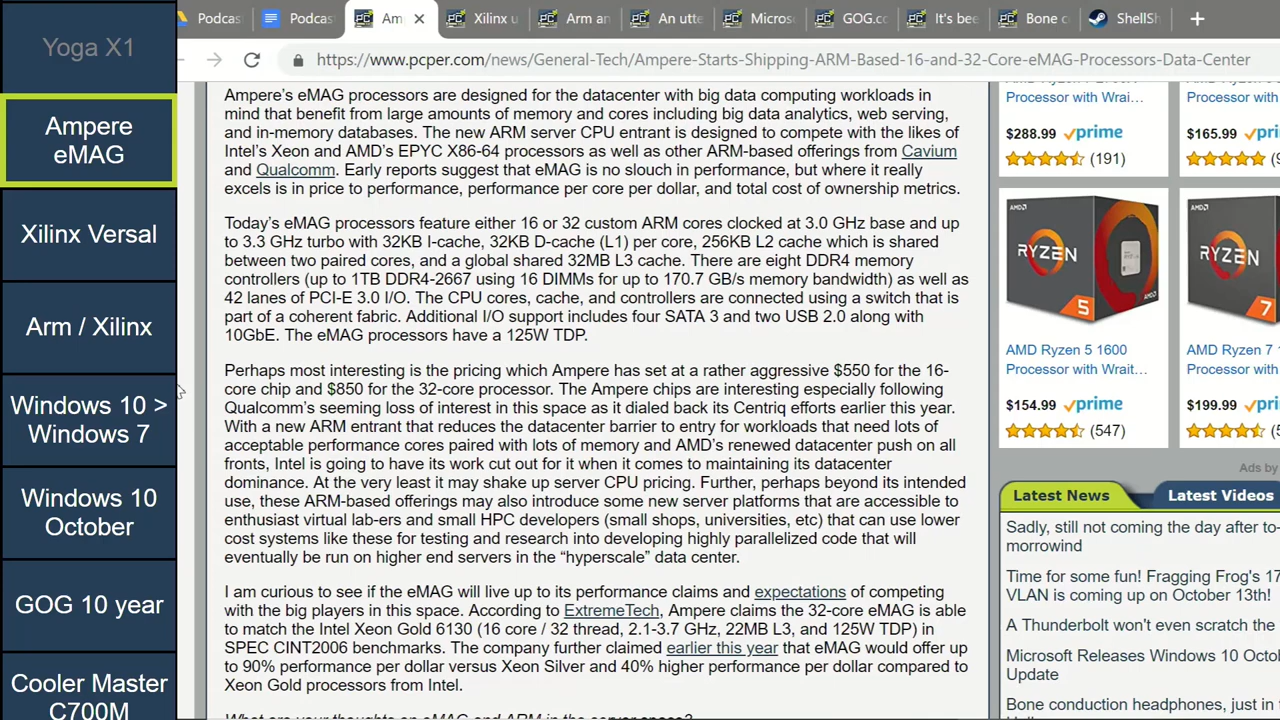 Yoga X1
Ampere
eMAG
Xilinx Versal
Arm / Xilinx
Windows 10 >
Windows 7
Windows 10
October
GOG 10 year
Cooler Master
C700M
Podcas
Podcas
Am
Xilinx u
Arm an
An utte
Micros
GOG.co
It's bee
Bone c
ShellSh
https://www.pcper.com/news/General-Tech/Ampere-Starts-Shipping-ARM-Based-16-and-32-Core-eMAG-Processors-Data-Center
Ampere’s eMAG processors are designed for the datacenter with big data computing workloads in
mind that benefit from large amounts of memory and cores including big data analytics, web serving,
and in-memory databases. The new ARM server CPU entrant is designed to compete with the likes of
Intel’s Xeon and AMD’s EPYC X86-64 processors as well as other ARM-based offerings from Cavium
and Qualcomm. Early reports suggest that eMAG is no slouch in performance, but where it really
excels is in price to performance, performance per core per dollar, and total cost of ownership metrics.
Today’s eMAG processors feature either 16 or 32 custom ARM cores clocked at 3.0 GHz base and up
to 3.3 GHz turbo with 32KB I-cache, 32KB D-cache (L1) per core, 256KB L2 cache which is shared
between two paired cores, and a global shared 32MB L3 cache. There are eight DDR4 memory
controllers (up to 1TB DDR4-2667 using 16 DIMMs for up to 170.7 GB/s memory bandwidth) as well as
42 lanes of PCI-E 3.0 I/O. The CPU cores, cache, and controllers are connected using a switch that is
part of a coherent fabric. Additional I/O support includes four SATA 3 and two USB 2.0 along with
10GbE. The eMAG processors have a 125W TDP.
Perhaps most interesting is the pricing which Ampere has set at a rather aggressive $550 for the 16-
core chip and $850 for the 32-core processor. The Ampere chips are interesting especially following
Qualcomm’s seeming loss of interest in this space as it dialed back its Centriq efforts earlier this year.
With a new ARM entrant that reduces the datacenter barrier to entry for workloads that need lots of
acceptable performance cores paired with lots of memory and AMD’s renewed datacenter push on all
fronts, Intel is going to have its work cut out for it when it comes to maintaining its datacenter
dominance. At the very least it may shake up server CPU pricing. Further, perhaps beyond its intended
use, these ARM-based offerings may also introduce some new server platforms that are accessible to
enthusiast virtual lab-ers and small HPC developers (small shops, universities, etc) that can use lower
cost systems like these for testing and research into developing highly parallelized code that will
eventually be run on higher end servers in the “hyperscale” data center.
I am curious to see if the eMAG will live up to its performance claims and expectations of competing
with the big players in this space. According to ExtremeTech, Ampere claims the 32-core eMAG is able
to match the Intel Xeon Gold 6130 (16 core / 32 thread, 2.1-3.7 GHz, 22MB L3, and 125W TDP) in
SPEC CINT2006 benchmarks. The company further claimed earlier this year that eMAG would offer up
to 90% performance per dollar versus Xeon Silver and 40% higher performance per dollar compared to
Xeon Gold processors from Intel.
What are your thoughts on eMAG and ARM in the server space?
Processor with Wrai…
$288.99 prime
(191)
$165.99 prime
AMD
RYZEN
5
AMD
RYZEN
7
AMD Ryzen 5 1600
Processor with Wrait…
$154.99 prime
(547)
AMD Ryzen 7 1
Processor with Wrait
$199.99 pri
Ads by
Latest News
Latest Videos
Sadly, still not coming the day after to-
morrowind
Time for some fun! Fragging Frog's 17
VLAN is coming up on October 13th!
A Thunderbolt won't even scratch the
Microsoft Releases Windows 10 Octo
Update
Bone conduction headphones, just in